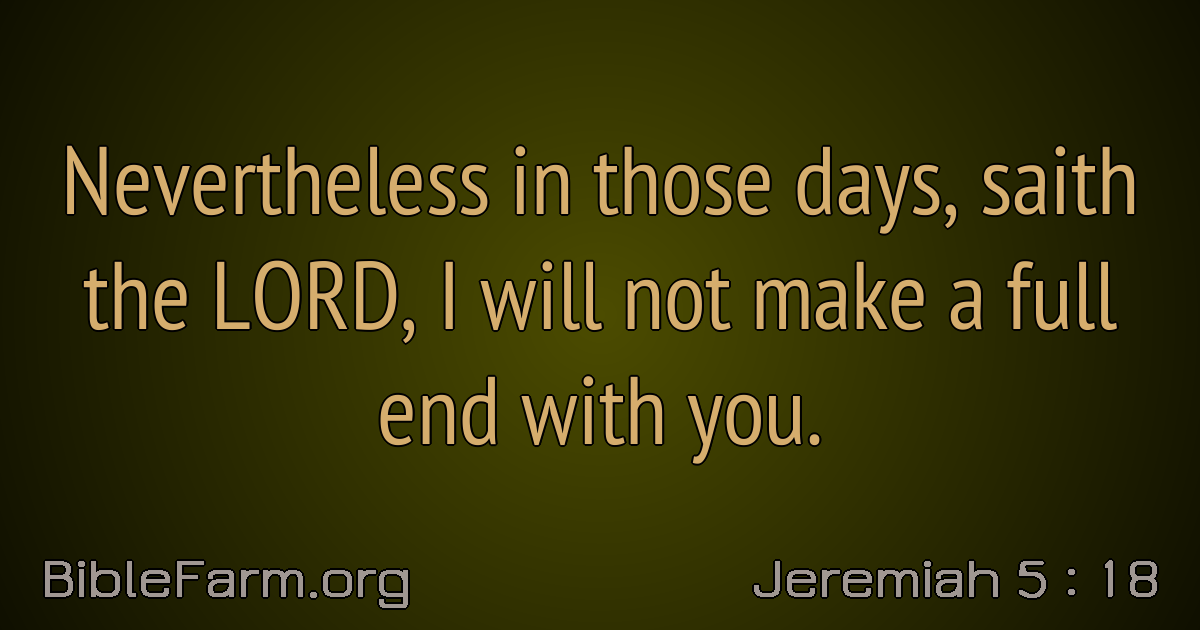 Nevertheless in those days, saith
the LORD, I will not make a full
end with you.
BibleFarm.org
Jeremiah 5 : 18